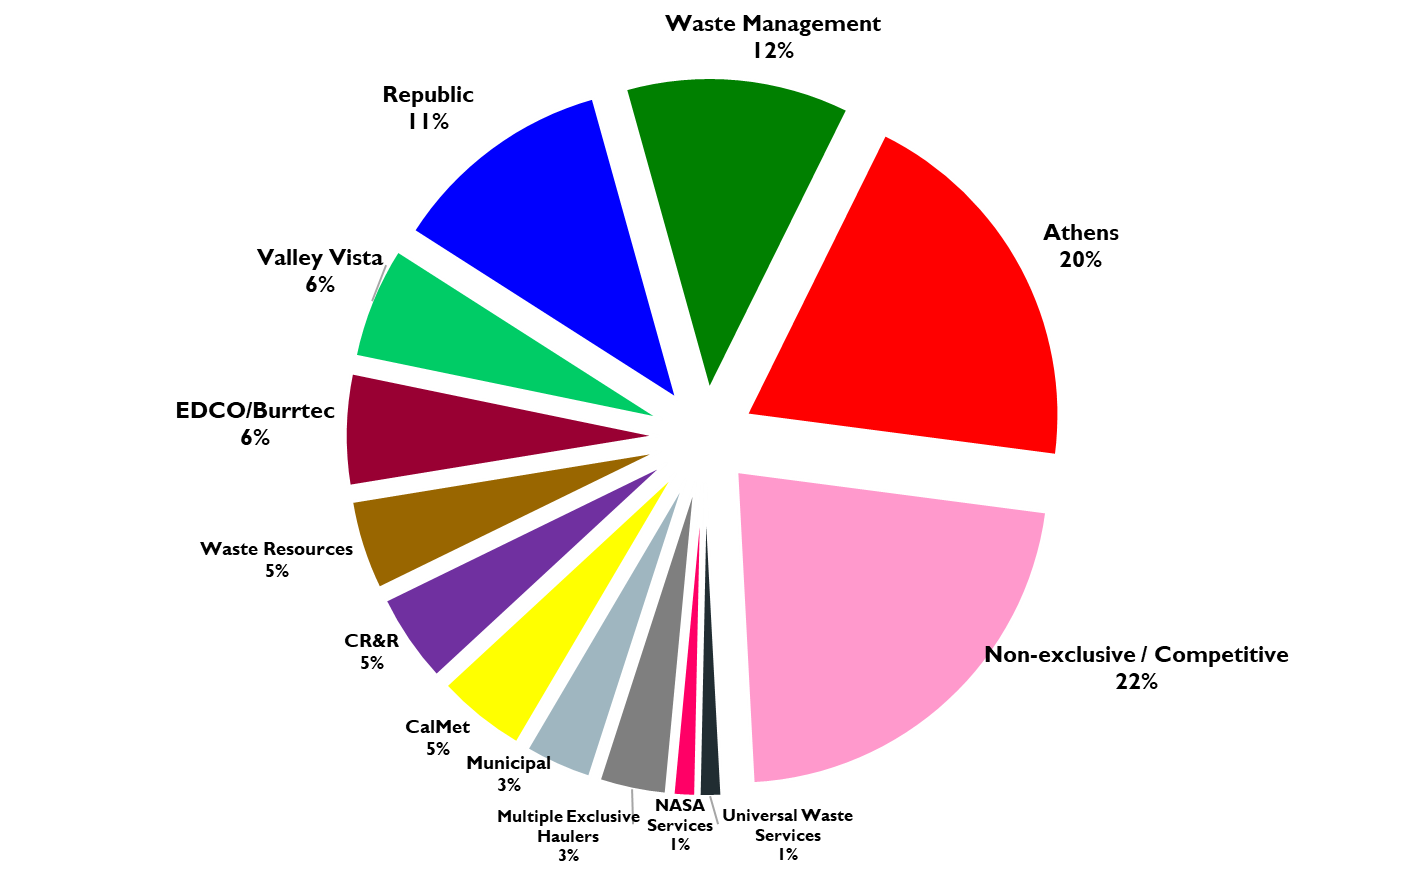 Waste Management
12%
Republic
11%
Athens
20%
Valley Vista
6%
EDCO/Burrtec
6%
Waste Resources
5%
CR&R
5%
CalMet
5%
Municipal
3%
Multiple Exclusive
Haulers
3%
NASA
Services
1%
Universal Waste
Services
1%
Non-exclusive / Competitive
22%